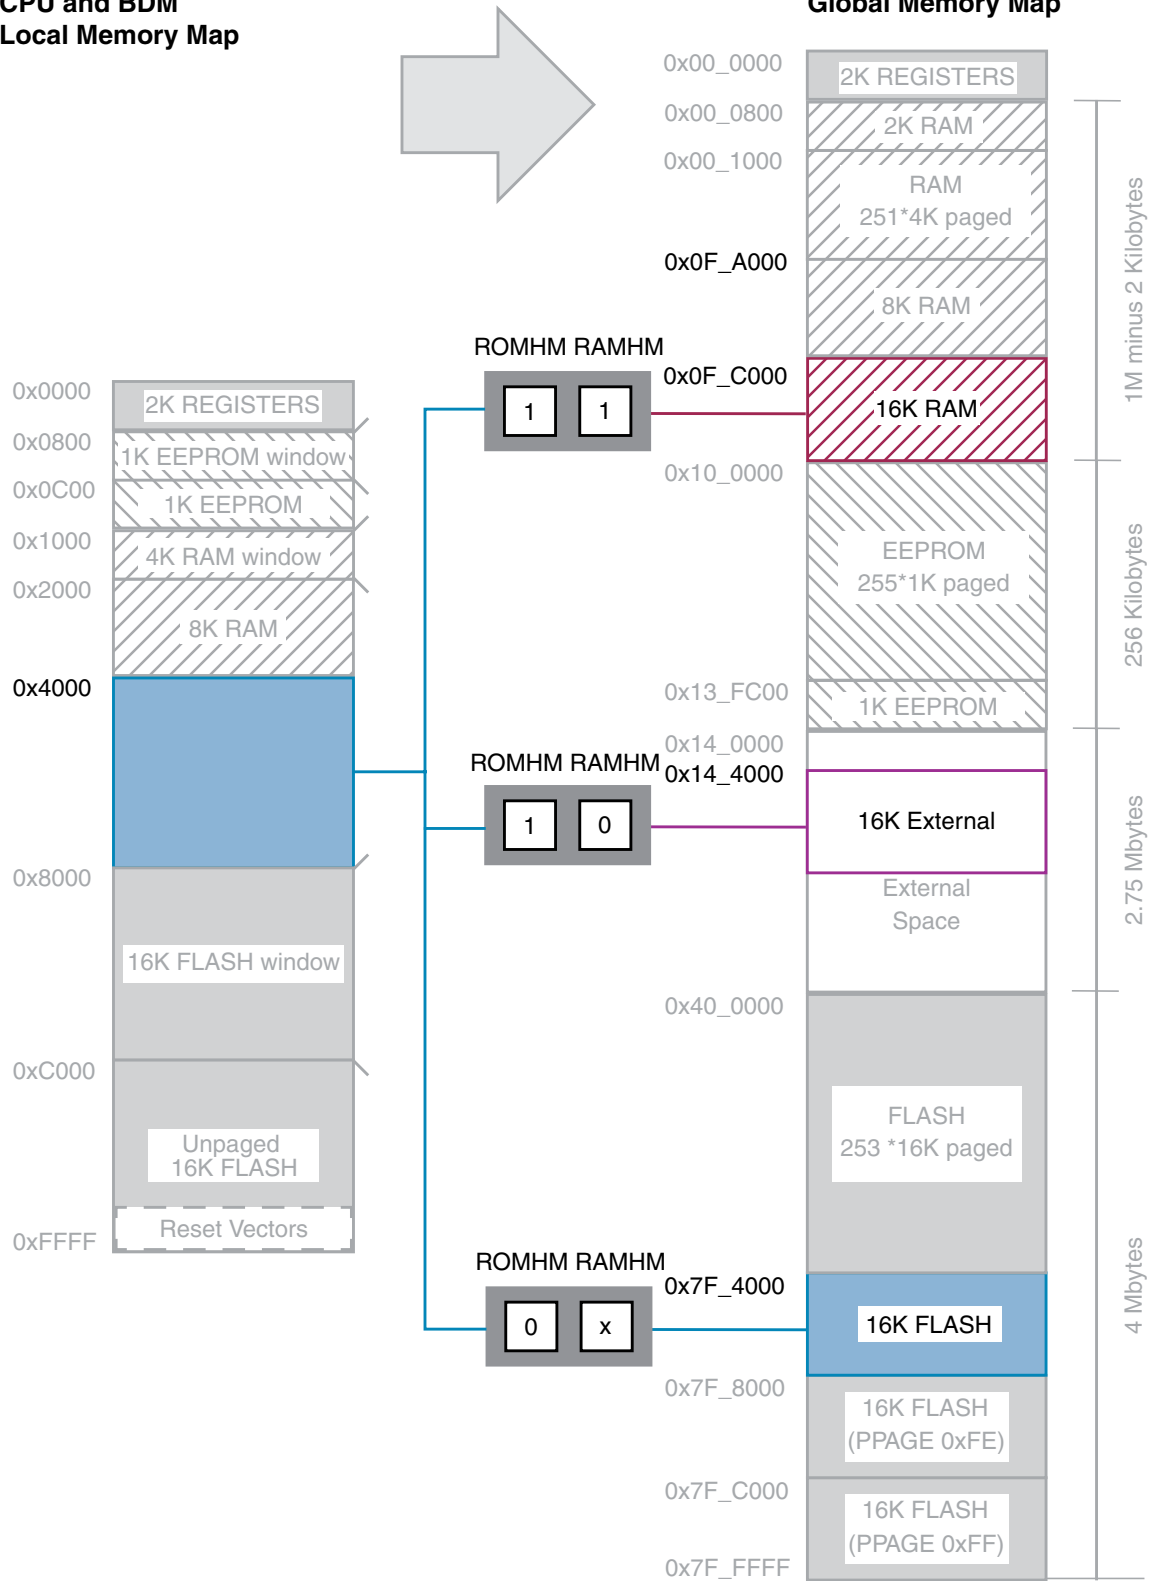 CPU and BDM
Local Memory Map
Global Memory Map
0x0000
2K REGISTERS
0x0800
1K EEPROM window
0x0C00
1K EEPROM
0x1000
4K RAM window
0x2000
8K RAM
0x4000
0x8000
16K FLASH window
0xC000
Unpaged
16K FLASH
Reset Vectors
0xFFFF
ROMHM RAMHM
1 1
ROMHM RAMHM
1 0
ROMHM RAMHM
0 x
0x00_0000
2K REGISTERS
0x00_0800
2K RAM
0x00_1000
RAM
251*4K paged
0x0F_A000
8K RAM
0x0F_C000
16K RAM
0x10_0000
EEPROM
255*1K paged
0x13_FC00
1K EEPROM
0x14_0000
0x14_4000
16K External
External
Space
0x40_0000
FLASH
253 *16K paged
0x7F_4000
16K FLASH
0x7F_8000
16K FLASH
(PPAGE 0xFE)
0x7F_C000
16K FLASH
(PPAGE 0xFF)
0x7F_FFFF
1M minus 2 Kilobytes
256 Kilobytes
2.75 Mbytes
4 Mbytes